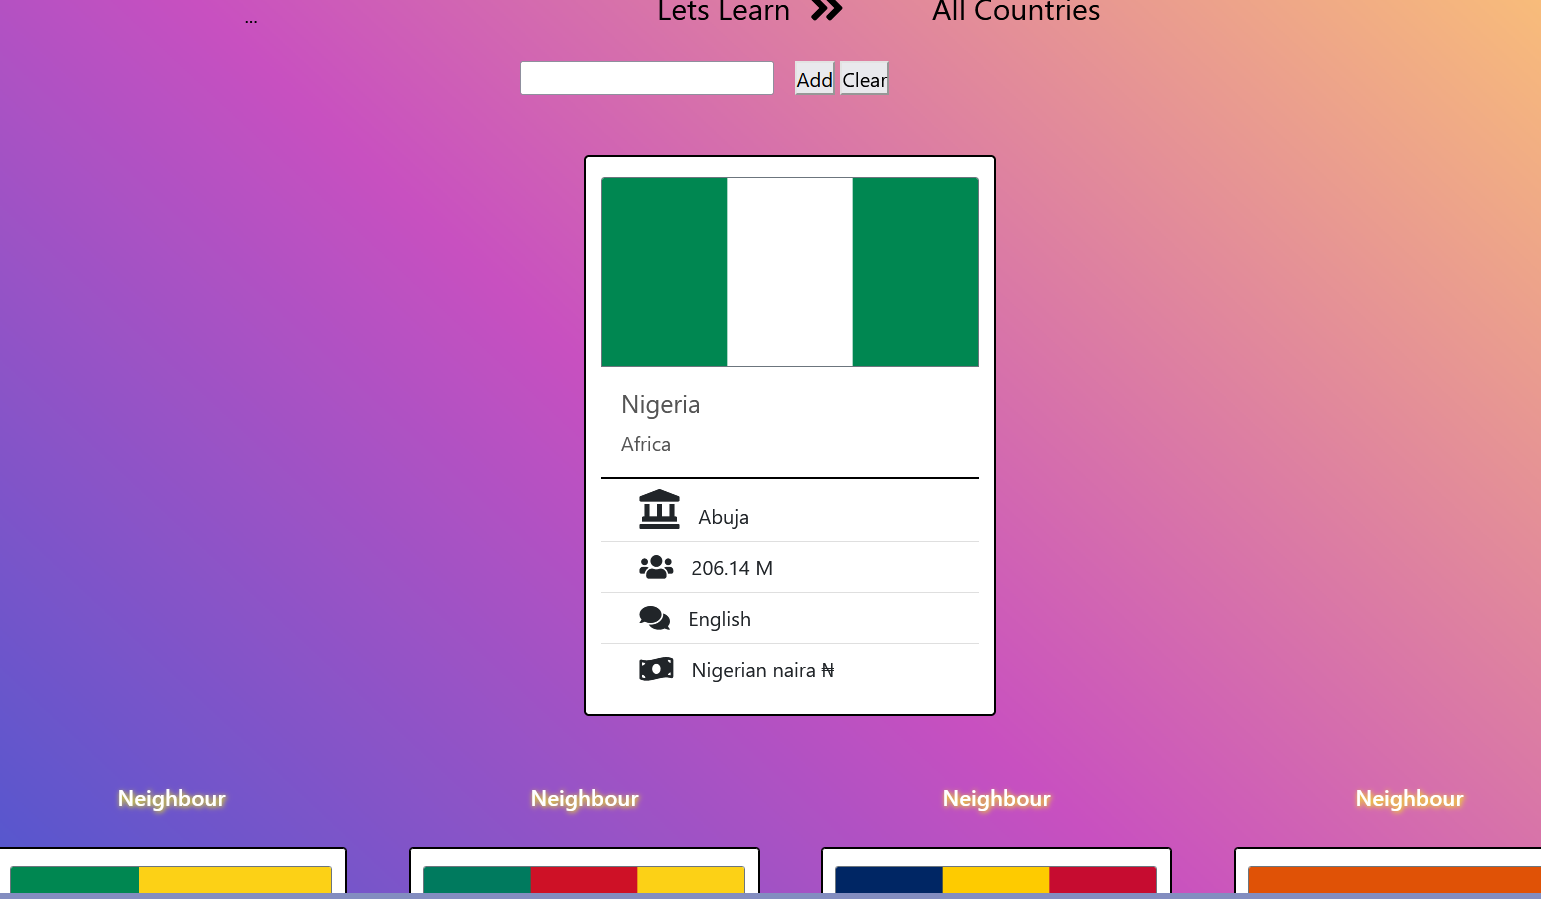 ...
Lets Learn All Countries
Add Clear
Nigeria
Africa
Abuja
206.14 M
English
Nigerian naira ₦
Neighbour Neighbour Neighbour Neighbour